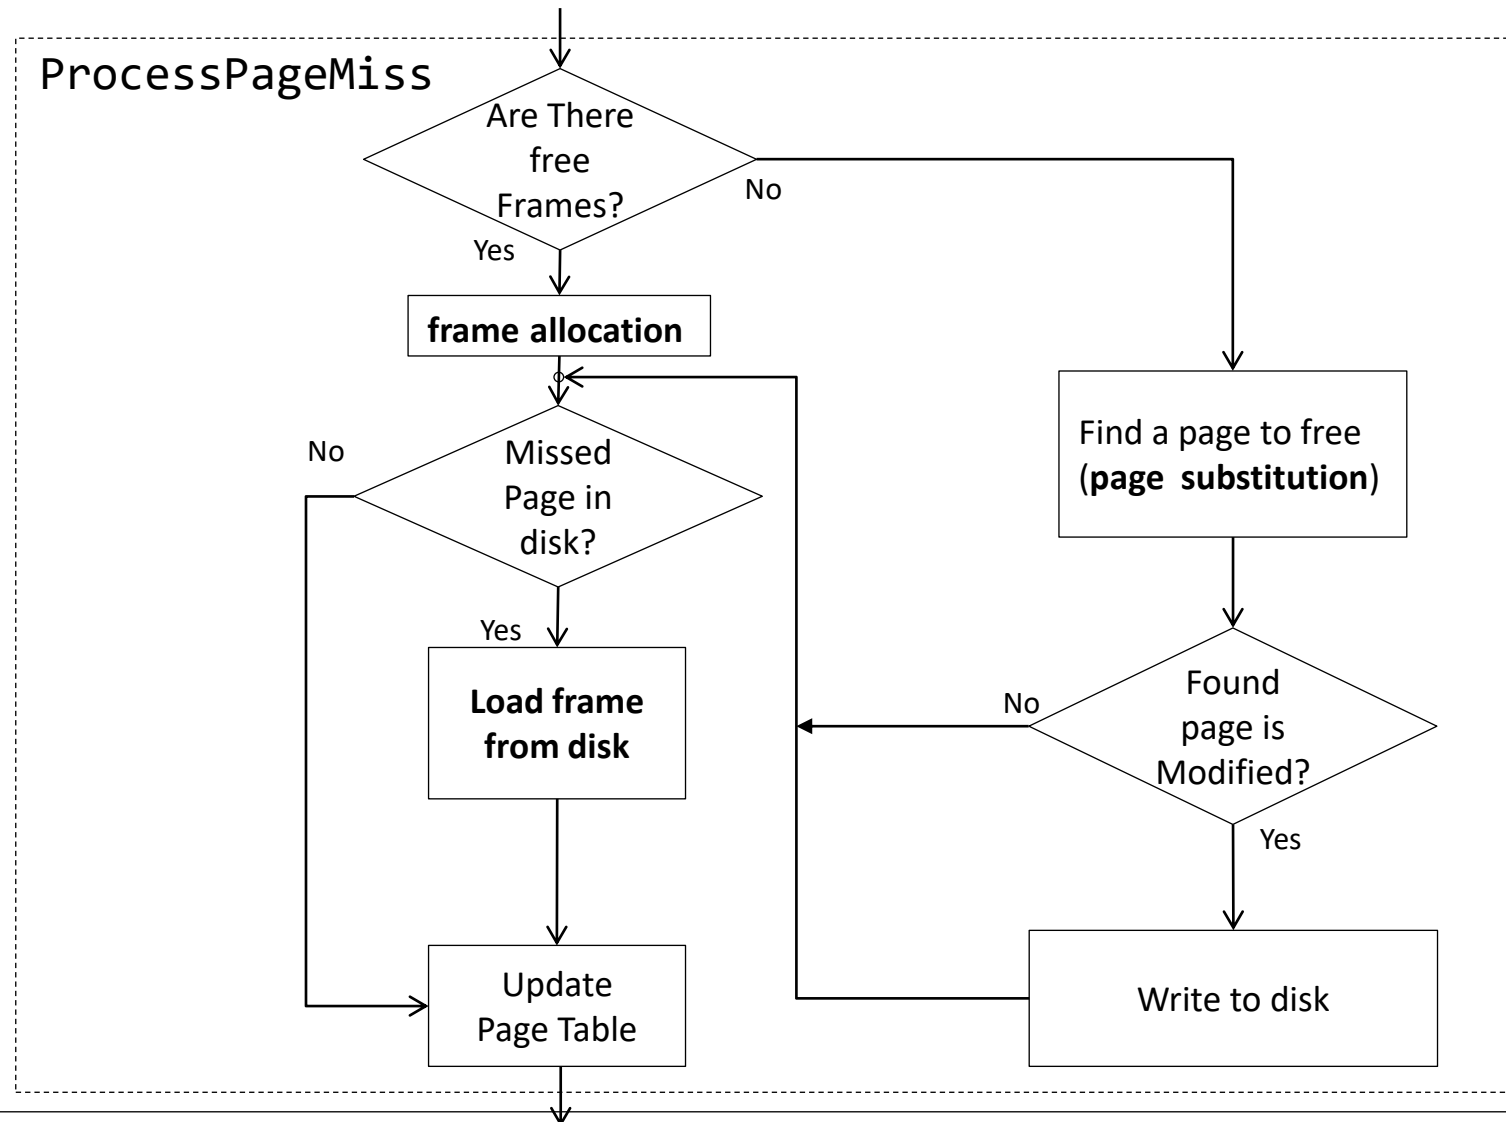 ProcessPageMiss
Are There
free
Frames?
No
Yes
frame allocation
No
Missed
Page in
disk?
Find a page to free
(page  substitution)
Yes
Load frame
from disk
No
Found
page is
Modified?
Yes
Update
Page Table
Write to disk